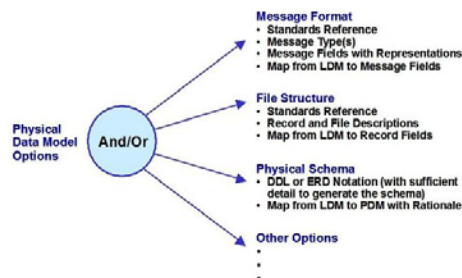 Message Format
• Standards Reference
• Message Type(s)
• Message Fields with Representations
• Map from LDM to Message Fields
File Structure
• Standards Reference
• Record and File Descriptions
• Map from LDM to Record Fields
Physical
Data Model
Options
And/Or
Physical Schema
• DDL or ERD Notation (with sufficient
detail to generate the schema)
• Map from LDM to PDM with Rationale
Other Options
•
•
•